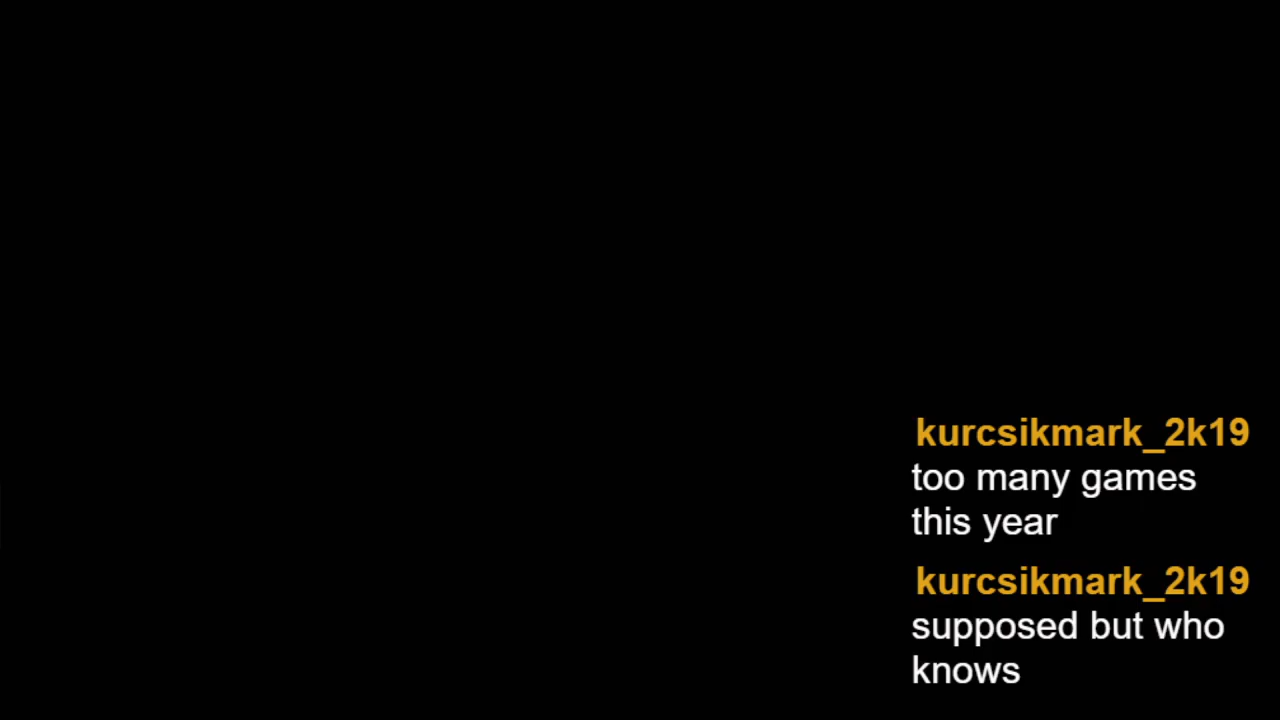 kurcsikmark_2k19
too many games
this year
kurcsikmark_2k19
supposed but who
knows